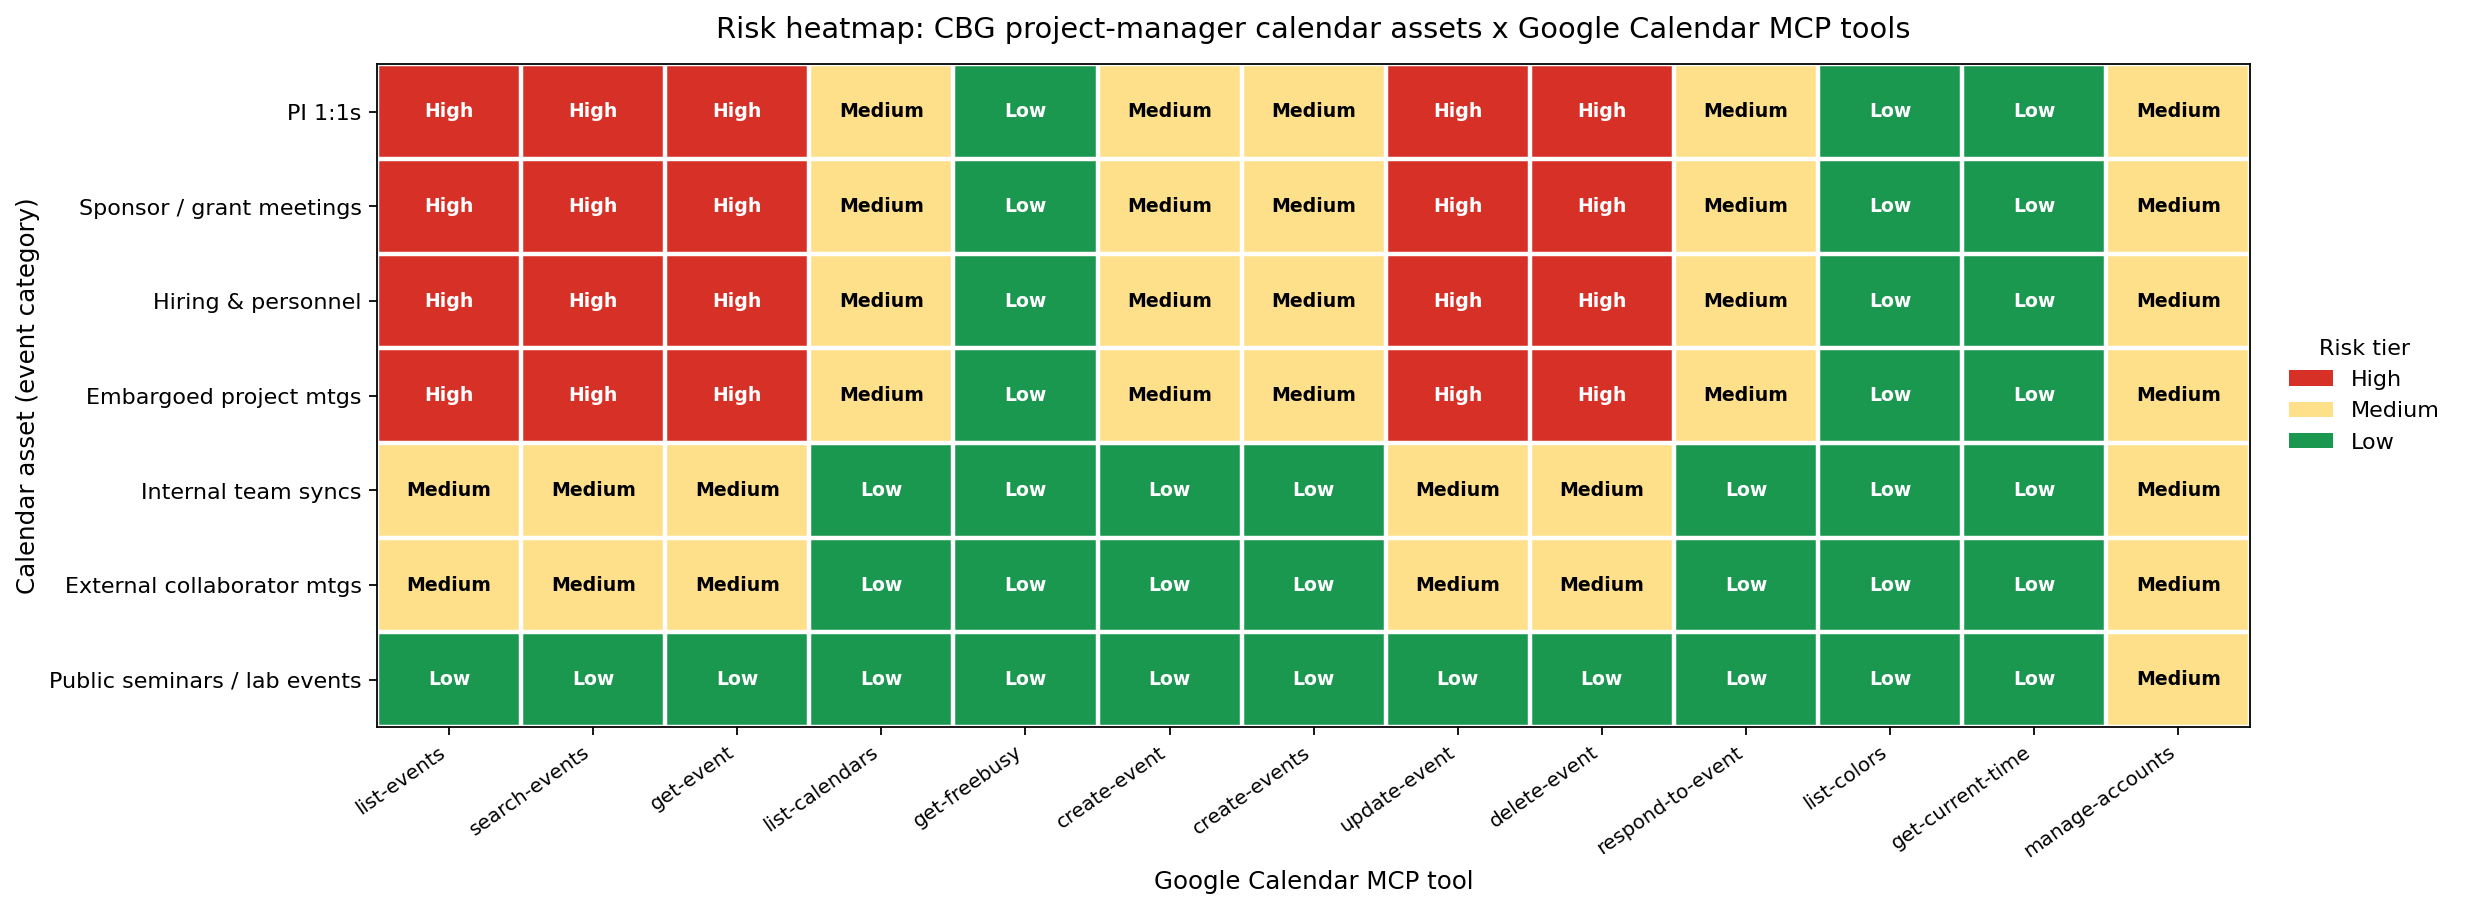 Risk heatmap: CBG project-manager calendar assets x Google Calendar MCP tools
Calendar asset (event category)
PI 1:1s High High High Medium Low Medium Medium High High Medium Low Low Medium
Sponsor / grant meetings High High High Medium Low Medium Medium High High Medium Low Low Medium
Hiring & personnel High High High Medium Low Medium Medium High High Medium Low Low Medium
Embargoed project mtgs High High High Medium Low Medium Medium High High Medium Low Low Medium
Internal team syncs Medium Medium Medium Low Low Low Low Medium Medium Low Low Low Medium
External collaborator mtgs Medium Medium Medium Low Low Low Low Medium Medium Low Low Low Medium
Public seminars / lab events Low Low Low Low Low Low Low Low Low Low Low Low Medium
list-events search-events get-event list-calendars get-freebusy create-event create-events update-event delete-event respond-to-event list-colors get-current-time manage-accounts
Google Calendar MCP tool
Risk tier
High
Medium
Low